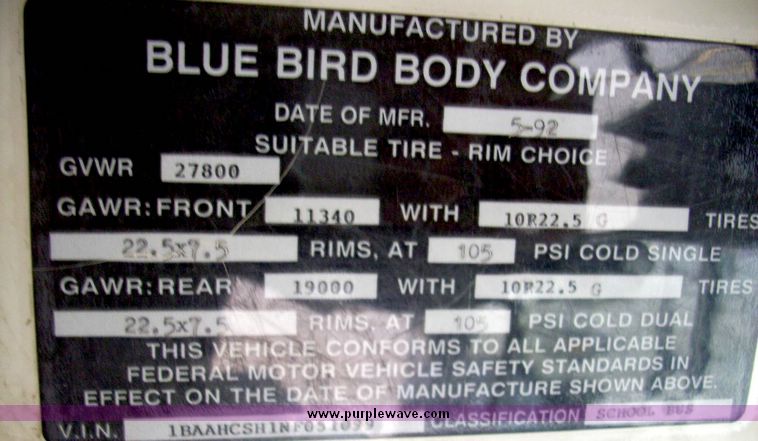 MANUFACTURED BY
BLUE BIRD BODY COMPANY
DATE OF MFR. 5-92
SUITABLE TIRE - RIM CHOICE
GVWR 27800
GAWR: FRONT 11340 WITH 10R22.5 G TIRES
22.5x7.5 RIMS, AT 105 PSI COLD SINGLE
GAWR: REAR 19000 WITH 10R22.5 G TIRES
22.5x7.5 RIMS, AT 105 PSI COLD DUAL
THIS VEHICLE CONFORMS TO ALL APPLICABLE
FEDERAL MOTOR VEHICLE SAFETY STANDARDS IN
EFFECT ON THE DATE OF MANUFACTURE SHOWN ABOVE.
www.purplewave.com
V.I.N. 1BAAHCSH1NF051099 CLASSIFICATION SCHOOL BUS